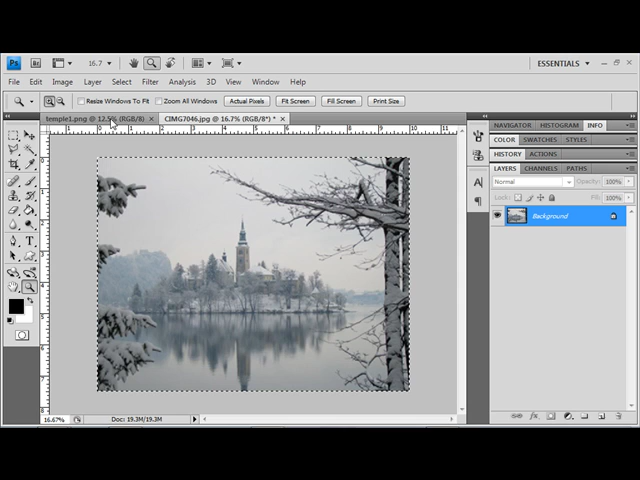 Ps Br 16.7 ESSENTIALS
File Edit Image Layer Select Filter Analysis 3D View Window Help
Resize Windows To Fit Zoom All Windows Actual Pixels Fit Screen Fill Screen Print Size
temple1.png @ 12.5% (RGB/8) CIMG7046.jpg @ 16.7% (RGB/8*) *
NAVIGATOR HISTOGRAM INFO
COLOR SWATCHES STYLES
HISTORY ACTIONS
LAYERS CHANNELS PATHS
Normal Opacity: 100%
Lock: Fill: 100%
Background
16.67% Doc: 19.3M/19.3M